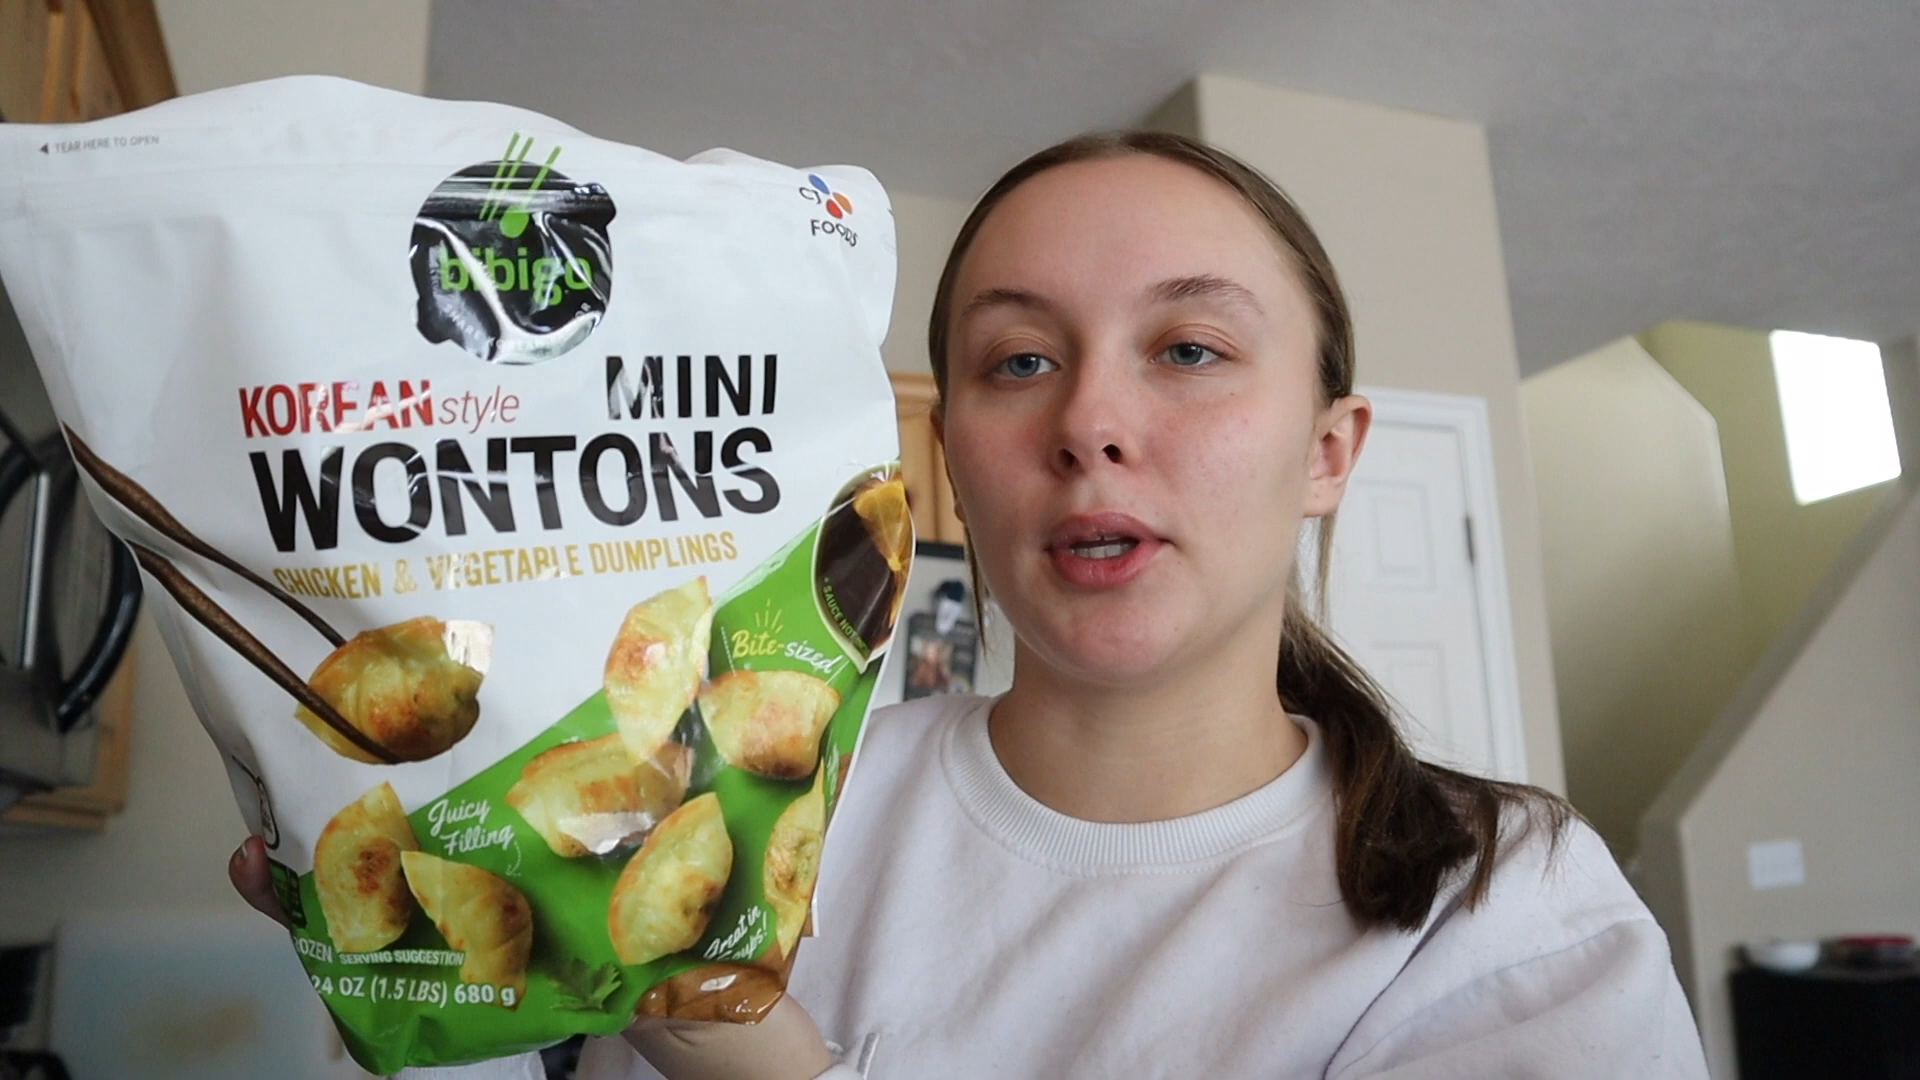 ◀ TEAR HERE TO OPEN
bibigo
CJ
FOODS
KOREAN style
MINI
WONTONS
CHICKEN & VEGETABLE DUMPLINGS
Bite-sized
Juicy
Filling
Great in
SERVING SUGGESTION
24 OZ (1.5 LBS) 680 g